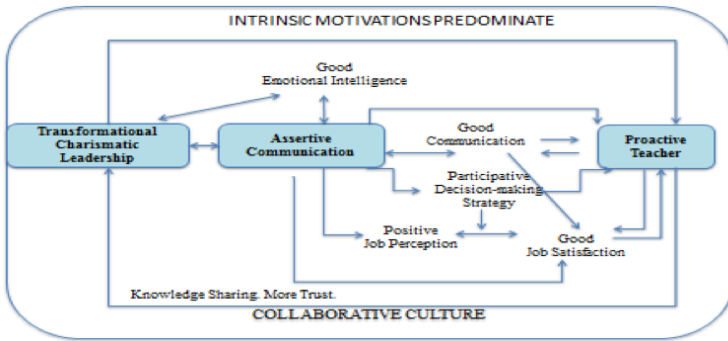 INTRINSIC MOTIVATIONS PREDOMINATE
Good
Emotional Intelligence
Transformational
Charismatic
Leadership
Assertive
Communication
Good
Communication
Proactive
Teacher
Participative
Decision-making
Strategy
Positive
Job Perception
Good
Job Satisfaction
Knowledge Sharing. More Trust.
COLLABORATIVE CULTURE